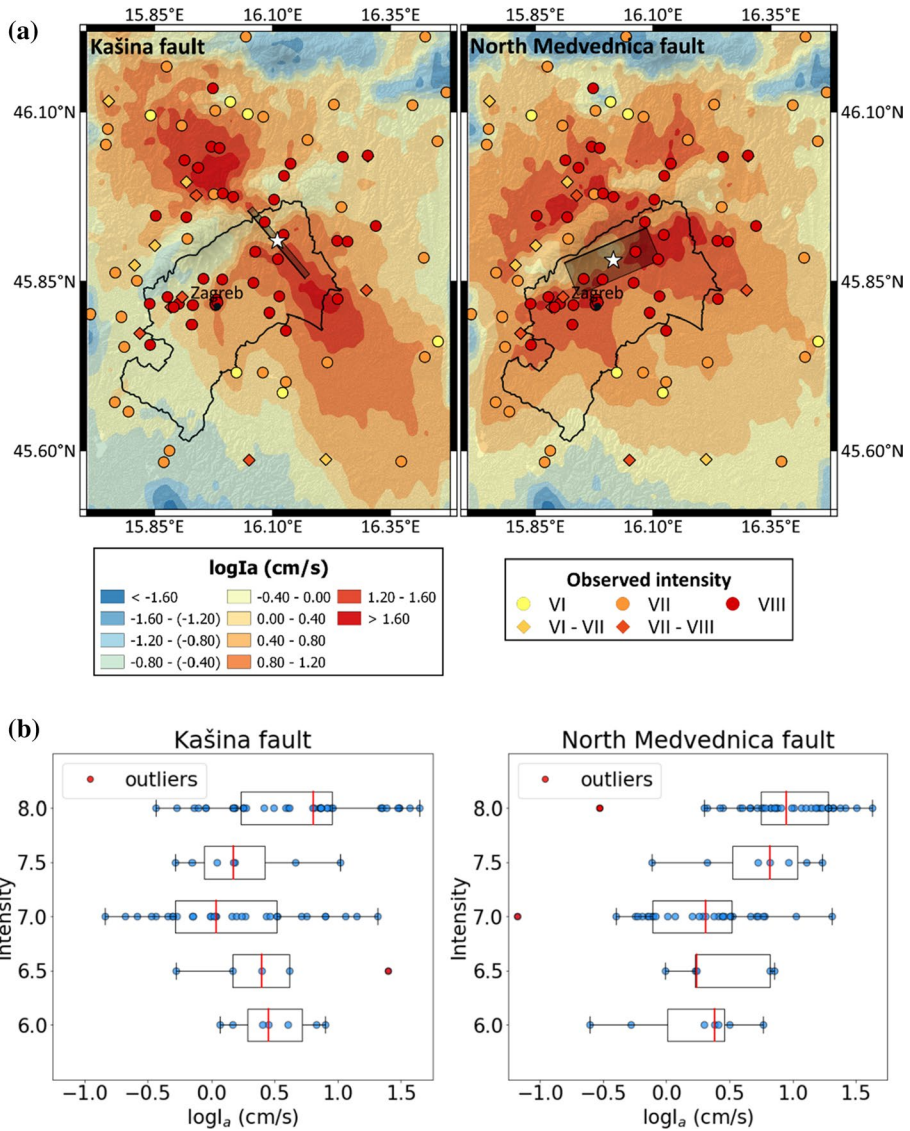 (a)
15.85°E 16.10°E 16.35°E 15.85°E 16.10°E 16.35°E
Kašina fault
North Medvednica fault
46.10°N 46.10°N
45.85°N 45.85°N
Zagreb Zagreb
45.60°N 45.60°N
15.85°E 16.10°E 16.35°E 15.85°E 16.10°E 16.35°E
logIa (cm/s)
< -1.60 -0.40 - 0.00 1.20 - 1.60
-1.60 - (-1.20) 0.00 - 0.40 > 1.60
-1.20 - (-0.80) 0.40 - 0.80
-0.80 - (-0.40) 0.80 - 1.20
Observed intensity
VI VII VIII
VI - VII VII - VIII
(b)
Kašina fault
outliers
Intensity
8.0
7.5
7.0
6.5
6.0
−1.0 −0.5 0.0 0.5 1.0 1.5
logIₐ (cm/s)
North Medvednica fault
outliers
Intensity
8.0
7.5
7.0
6.5
6.0
−1.0 −0.5 0.0 0.5 1.0 1.5
logIₐ (cm/s)